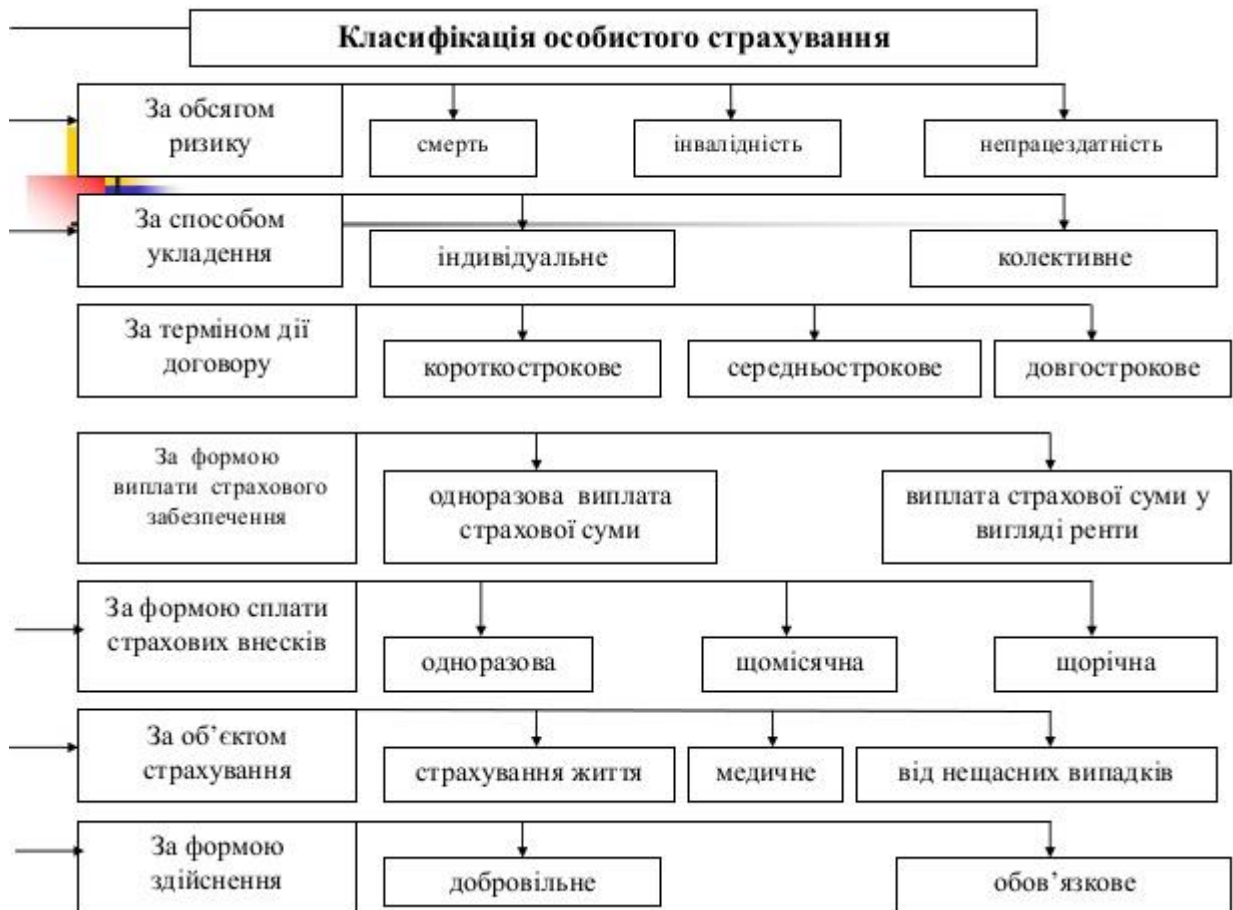 Класифікація особистого страхування
За обсягом
ризику
смерть
інвалідність
непрацездатність
За способом
укладення
індивідуальне
колективне
За терміном дії
договору
короткострокове
середньострокове
довгострокове
За формою
виплати страхового
забезпечення
одноразова виплата
страхової суми
виплата страхової суми у
вигляді ренти
За формою сплати
страхових внесків
одноразова
щомісячна
щорічна
За об’єктом
страхування
страхування життя
медичне
від нещасних випадків
За формою
здійснення
добровільне
обов’язкове